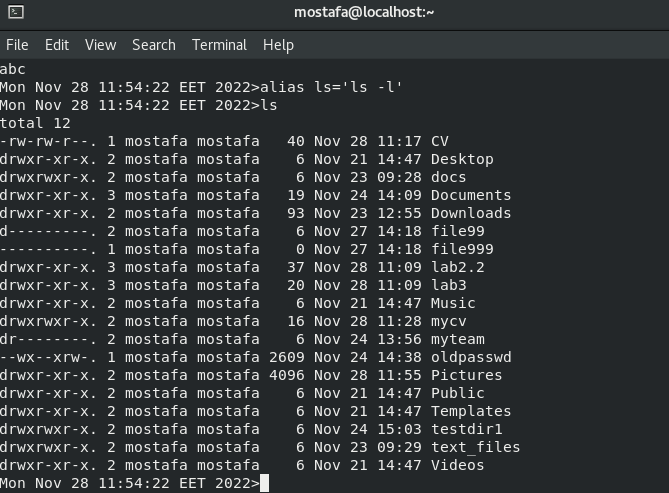 mostafa@localhost:~
File Edit View Search Terminal Help
abc
Mon Nov 28 11:54:22 EET 2022>alias ls='ls -l'
Mon Nov 28 11:54:22 EET 2022>ls
total 12
-rw-rw-r--. 1 mostafa mostafa   40 Nov 28 11:17 CV
drwxr-xr-x. 2 mostafa mostafa    6 Nov 21 14:47 Desktop
drwxrwxr-x. 2 mostafa mostafa    6 Nov 23 09:28 docs
drwxr-xr-x. 3 mostafa mostafa   19 Nov 24 14:09 Documents
drwxr-xr-x. 2 mostafa mostafa   93 Nov 23 12:55 Downloads
d---------. 2 mostafa mostafa    6 Nov 27 14:18 file99
----------. 1 mostafa mostafa    0 Nov 27 14:18 file999
drwxr-xr-x. 3 mostafa mostafa   37 Nov 28 11:09 lab2.2
drwxr-xr-x. 3 mostafa mostafa   20 Nov 28 11:09 lab3
drwxr-xr-x. 2 mostafa mostafa    6 Nov 21 14:47 Music
drwxrwxr-x. 2 mostafa mostafa   16 Nov 28 11:28 mycv
dr--------. 2 mostafa mostafa    6 Nov 24 13:56 myteam
--wx--xrw-. 1 mostafa mostafa 2609 Nov 24 14:38 oldpasswd
drwxr-xr-x. 2 mostafa mostafa 4096 Nov 28 11:55 Pictures
drwxr-xr-x. 2 mostafa mostafa    6 Nov 21 14:47 Public
drwxr-xr-x. 2 mostafa mostafa    6 Nov 21 14:47 Templates
drwxrwxr-x. 2 mostafa mostafa    6 Nov 24 15:03 testdir1
drwxrwxr-x. 2 mostafa mostafa    6 Nov 23 09:29 text_files
drwxr-xr-x. 2 mostafa mostafa    6 Nov 21 14:47 Videos
Mon Nov 28 11:54:22 EET 2022>